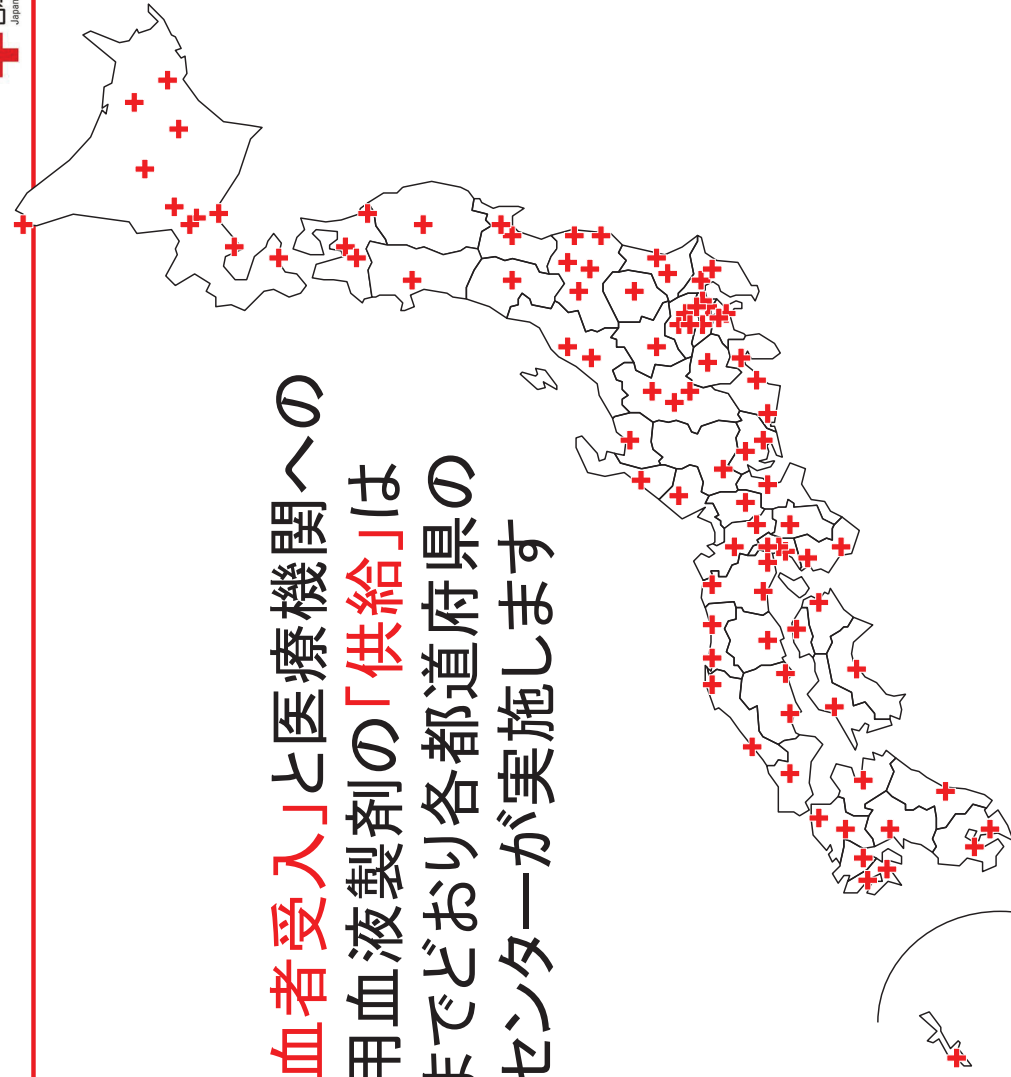 血者受入」と医療機関への
用血液製剤の「供給」は
までどおり各都道府県の
センターが実施します
Japan